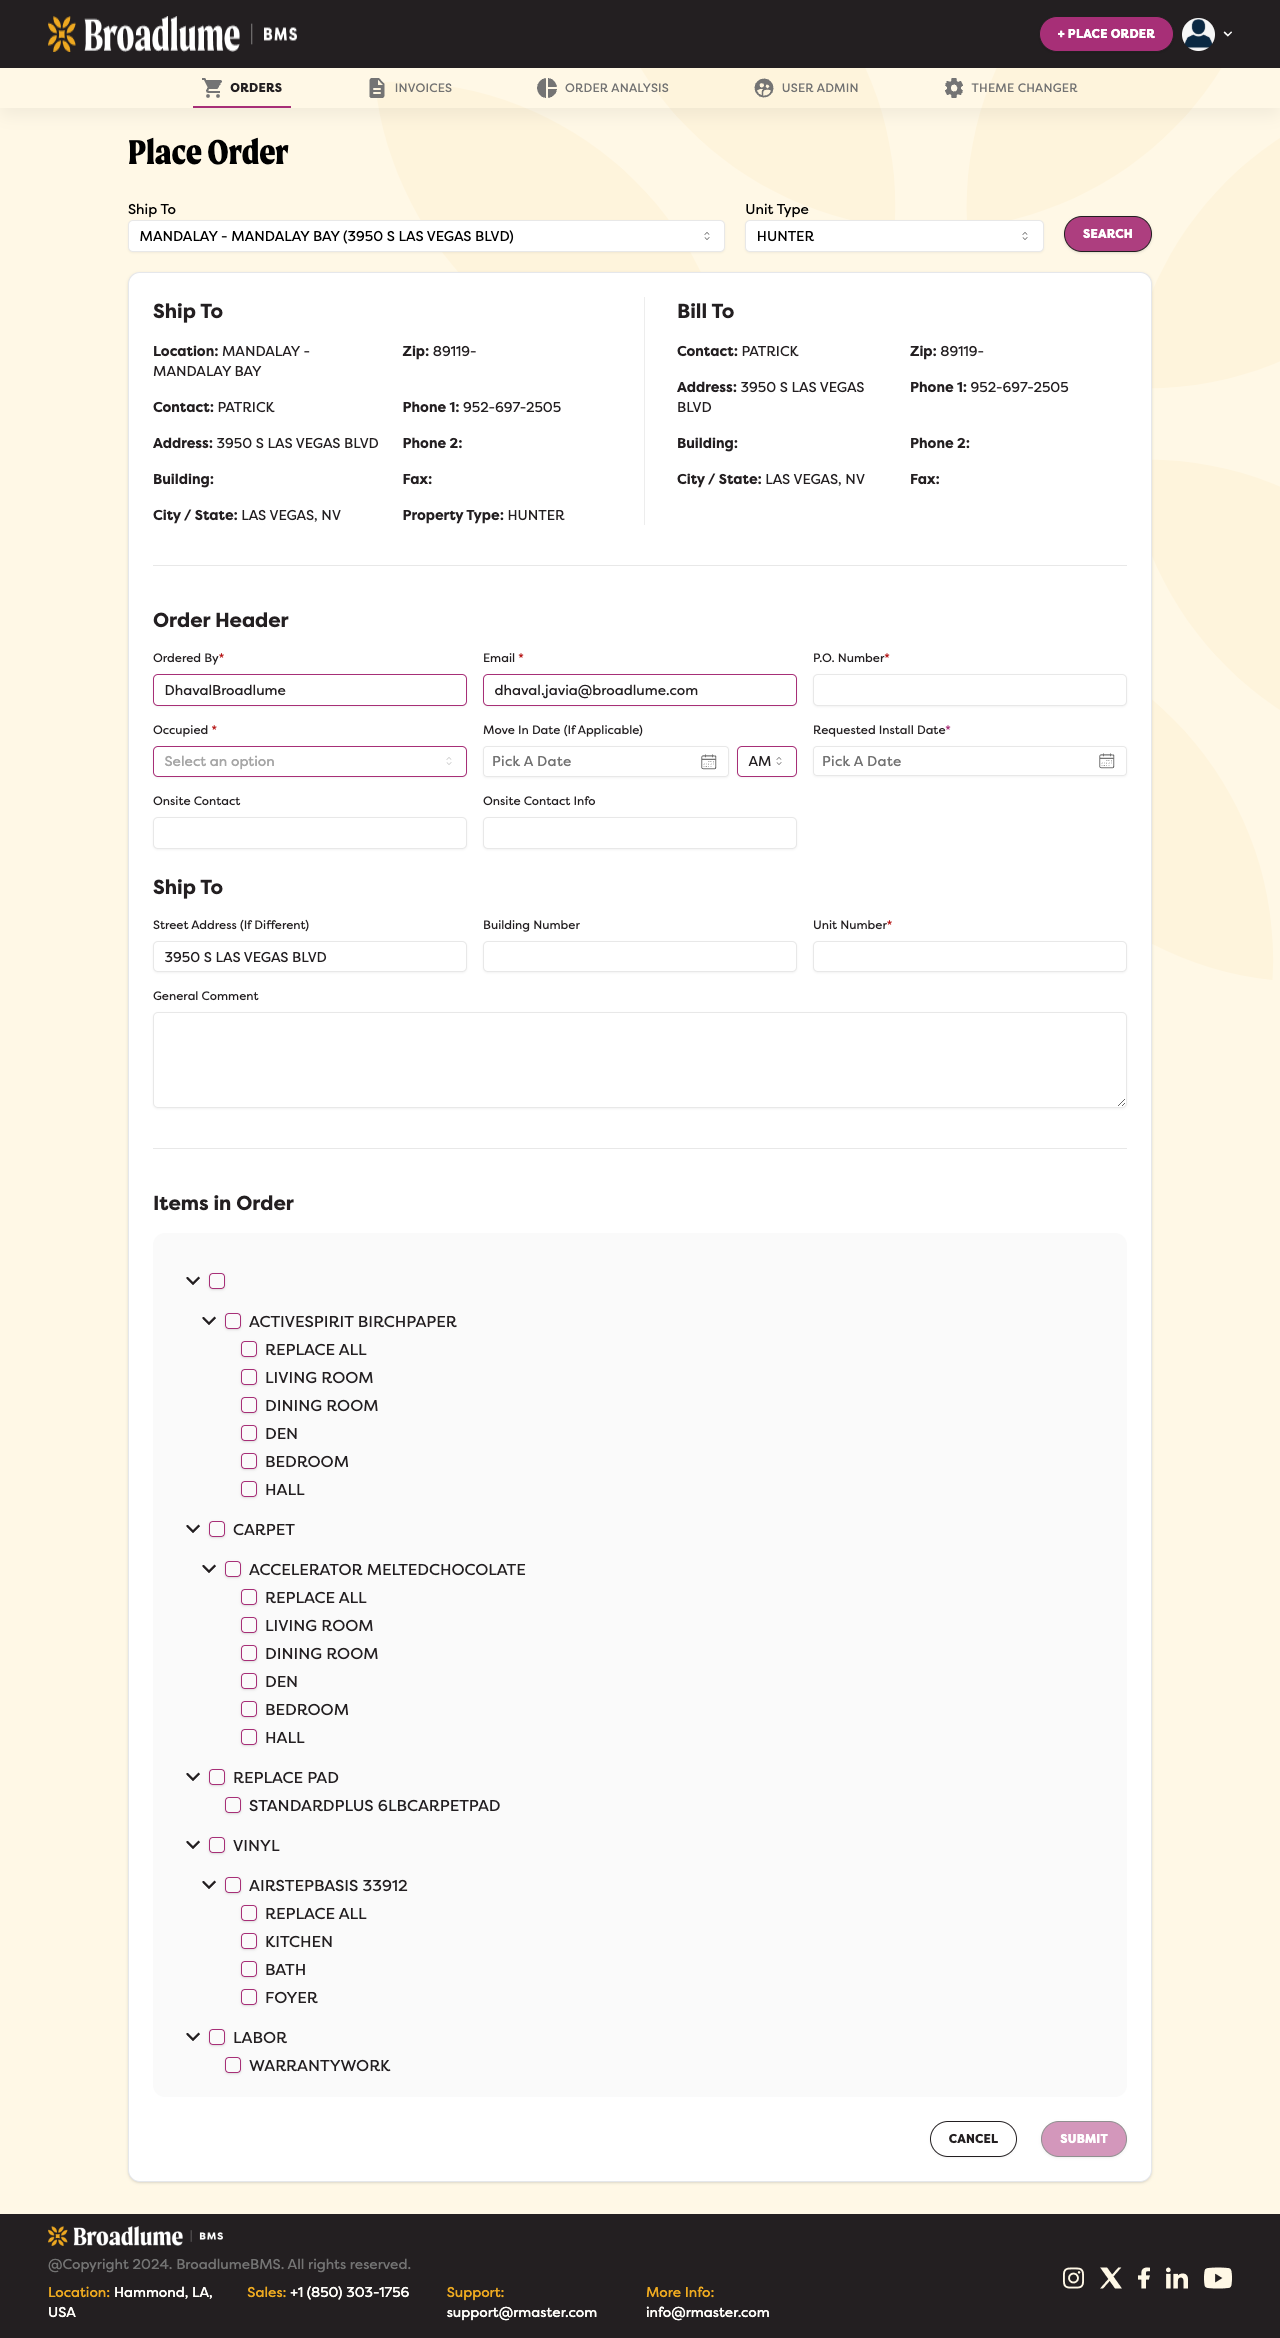 Broadlume | BMS
+ PLACE ORDER
ORDERS
INVOICES
ORDER ANALYSIS
USER ADMIN
THEME CHANGER
Place Order
Ship To
Unit Type
MANDALAY - MANDALAY BAY (3950 S LAS VEGAS BLVD)
HUNTER
SEARCH
Ship To
Location: MANDALAY - 
MANDALAY BAY
Zip: 89119-
Contact: PATRICK
Phone 1: 952-697-2505
Address: 3950 S LAS VEGAS BLVD
Phone 2:
Building:
Fax:
City / State: LAS VEGAS, NV
Property Type: HUNTER
Bill To
Contact: PATRICK
Zip: 89119-
Address: 3950 S LAS VEGAS
BLVD
Phone 1: 952-697-2505
Building:
Phone 2:
City / State: LAS VEGAS, NV
Fax:
Order Header
Ordered By*
Email *
P.O. Number*
DhavalBroadlume
dhaval.javia@broadlume.com
Occupied *
Move In Date (If Applicable)
Requested Install Date*
Select an option
Pick A Date
AM
Pick A Date
Onsite Contact
Onsite Contact Info
Ship To
Street Address (If Different)
Building Number
Unit Number*
3950 S LAS VEGAS BLVD
General Comment
Items in Order
ACTIVESPIRIT BIRCHPAPER
REPLACE ALL
LIVING ROOM
DINING ROOM
DEN
BEDROOM
HALL
CARPET
ACCELERATOR MELTEDCHOCOLATE
REPLACE ALL
LIVING ROOM
DINING ROOM
DEN
BEDROOM
HALL
REPLACE PAD
STANDARDPLUS 6LBCARPETPAD
VINYL
AIRSTEPBASIS 33912
REPLACE ALL
KITCHEN
BATH
FOYER
LABOR
WARRANTYWORK
CANCEL
SUBMIT
Broadlume | BMS
@Copyright 2024. BroadlumeBMS. All rights reserved.
Location: Hammond, LA,
USA
Sales: +1 (850) 303-1756
Support:
support@rmaster.com
More Info:
info@rmaster.com